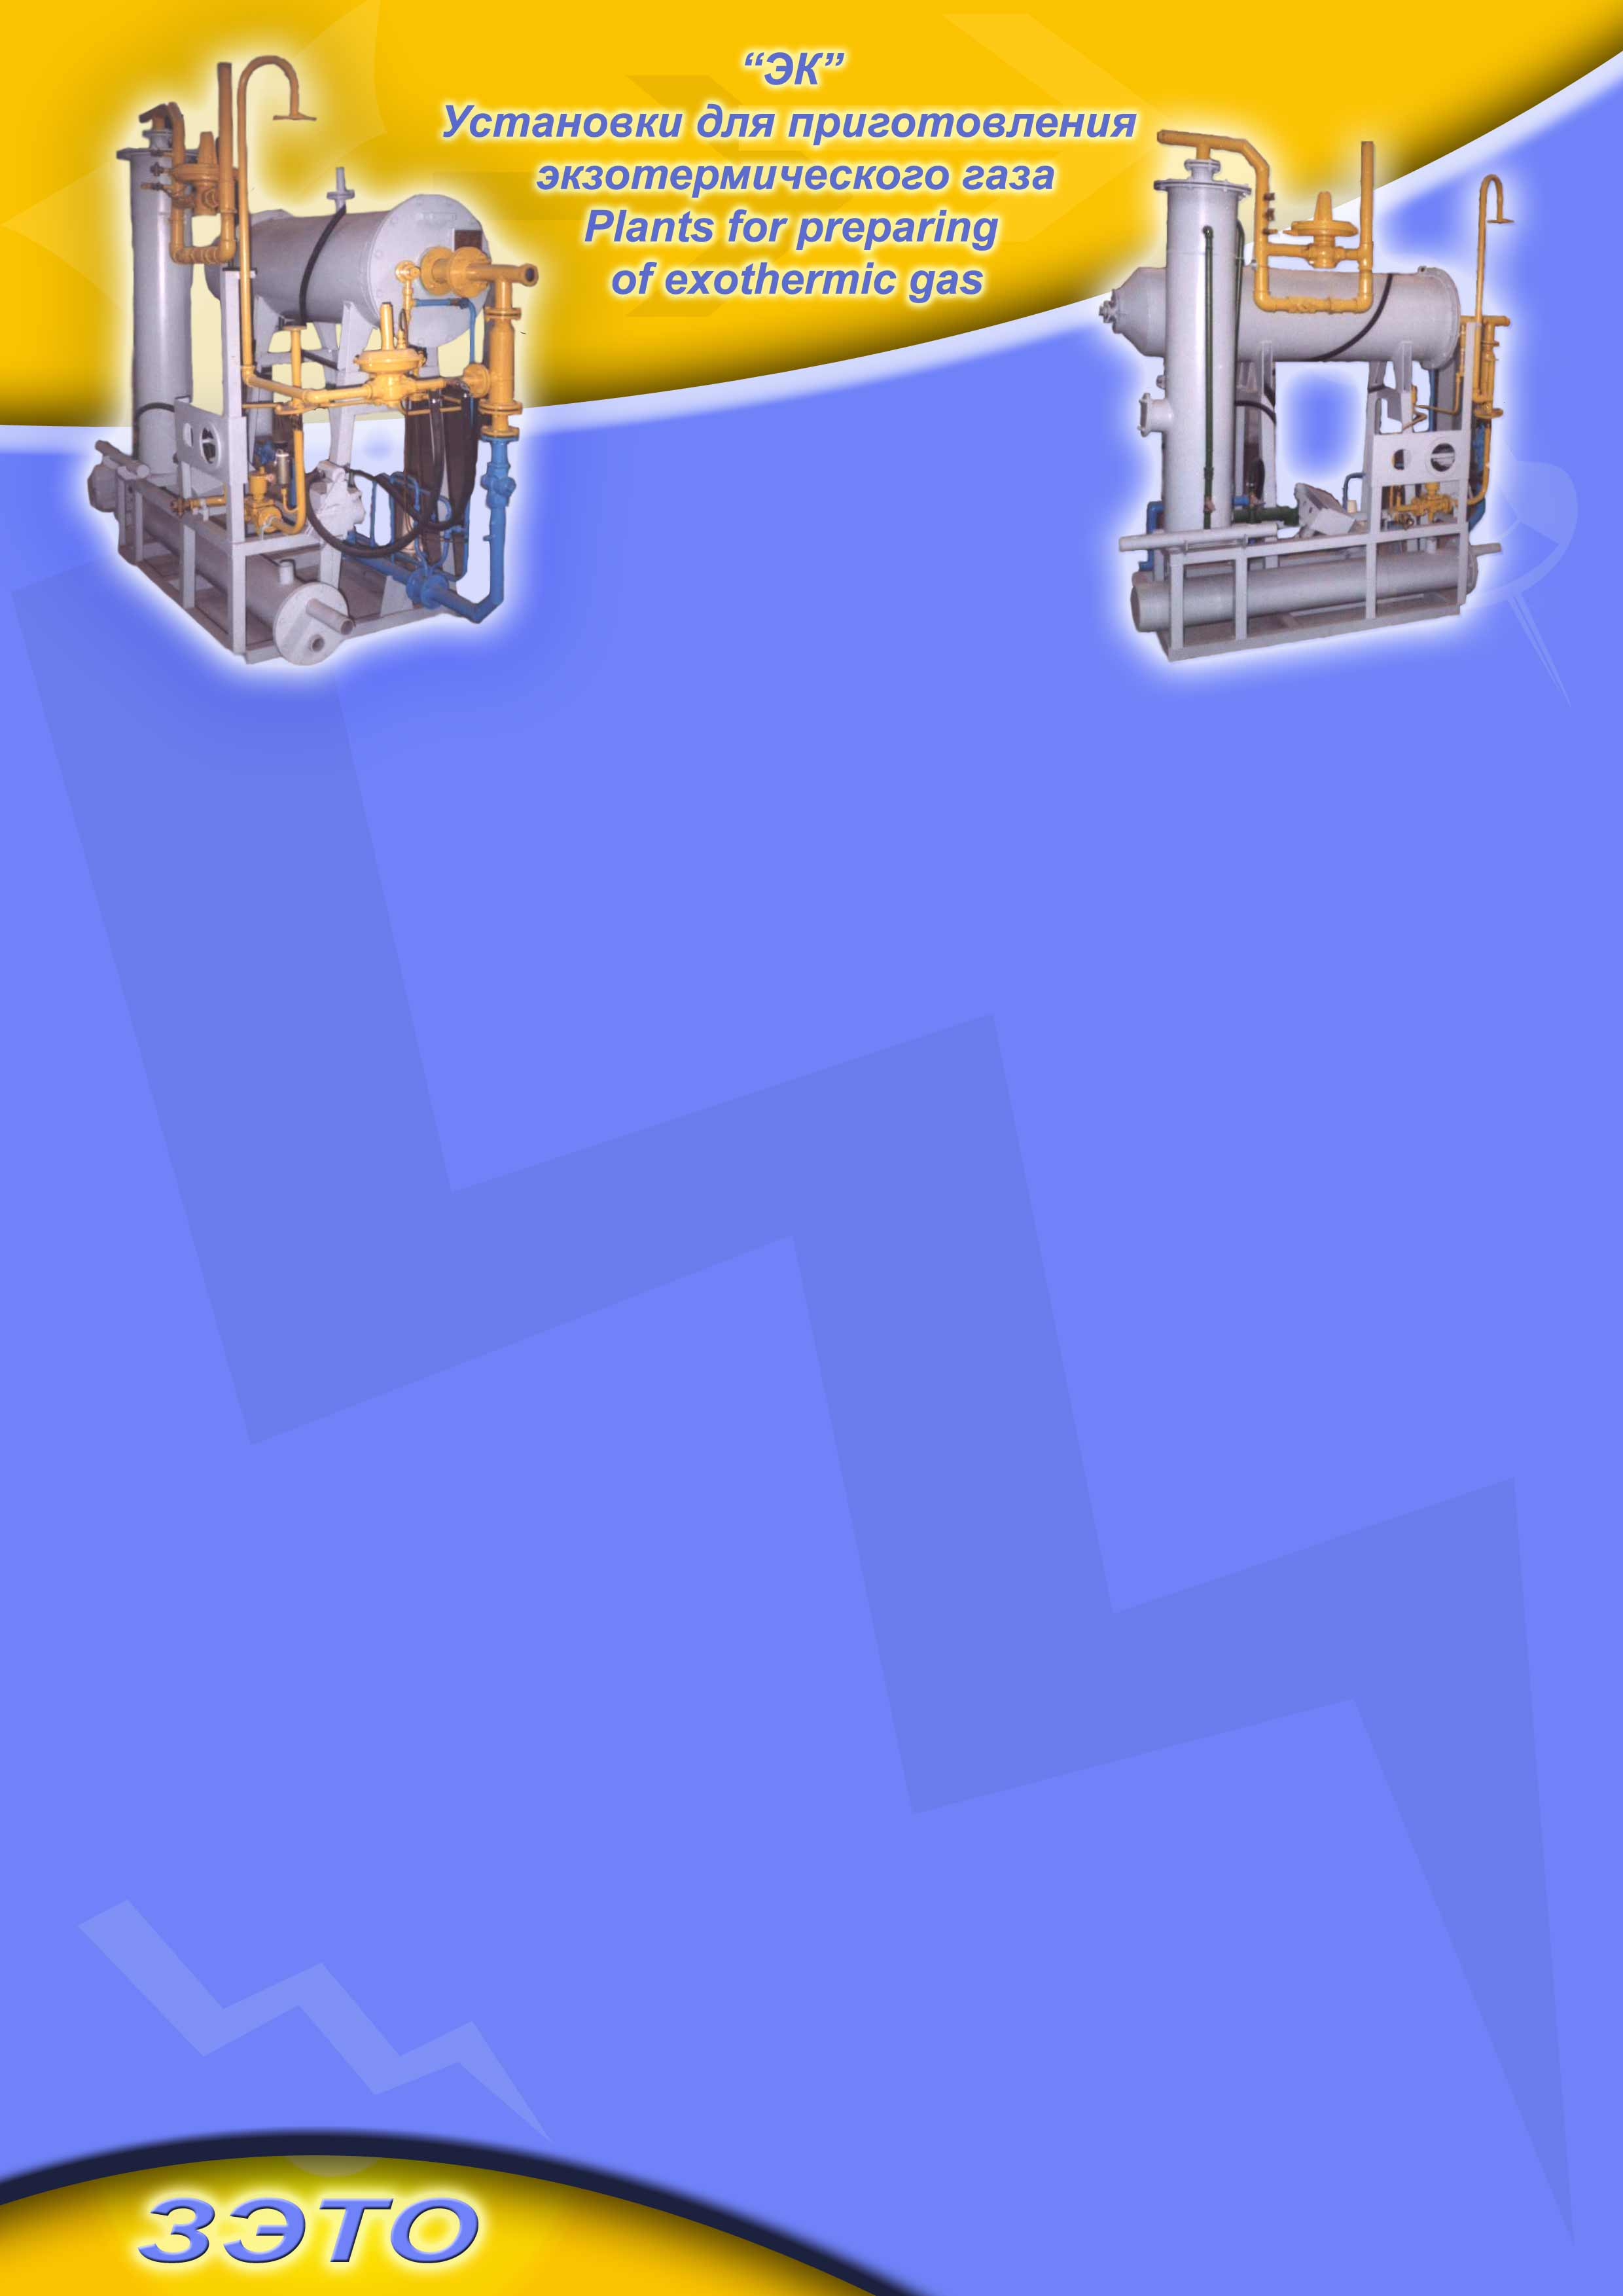 “ЭК”
Установки для приготовления
экзотермического газа
Plants for preparing
of exothermic gas
ЗЭТО